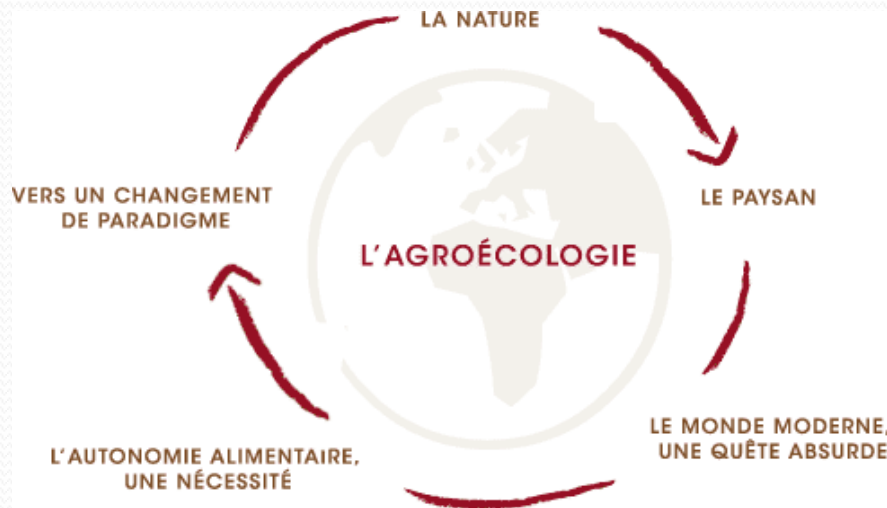 LA NATURE
VERS UN CHANGEMENT
DE PARADIGME
LE PAYSAN
L'AGROÉCOLOGIE
LE MONDE MODERNE,
UNE QUÊTE ABSURDE
L'AUTONOMIE ALIMENTAIRE,
UNE NÉCESSITÉ